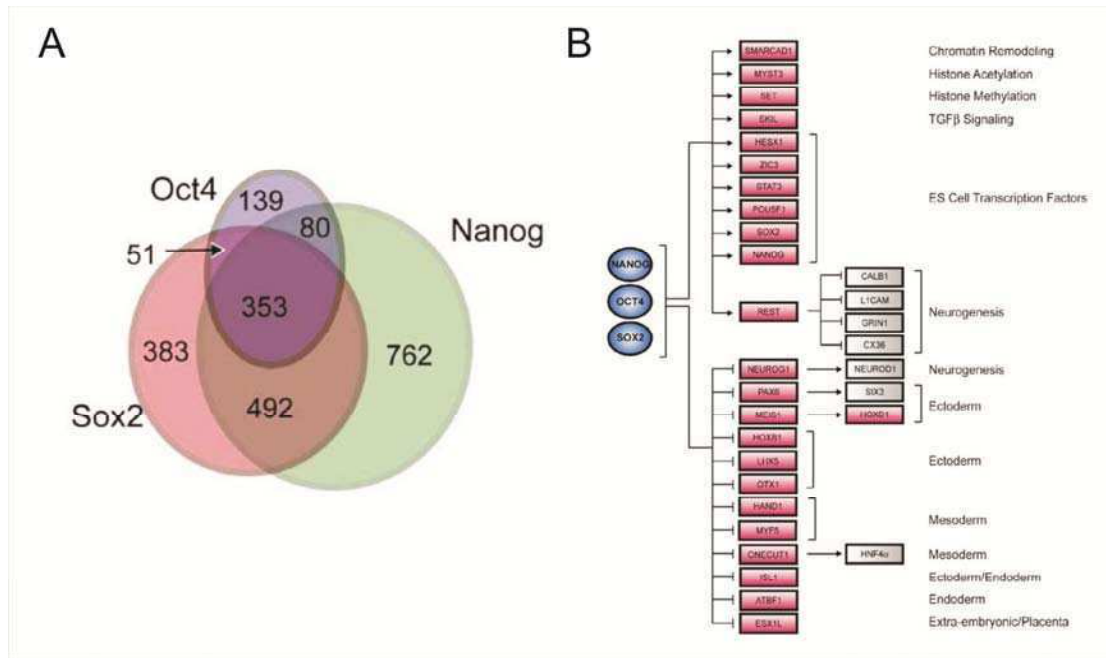 A
Oct4
139
80
Nanog
51
353
383
762
492
Sox2
B
SMARCAD1 Chromatin Remodeling
MYST3 Histone Acetylation
SET Histone Methylation
SKIL TGFβ Signaling
HESX1
ZIC3
STAT3 ES Cell Transcription Factors
POU5F1
SOX2
NANOG
NANOG
OCT4
SOX2
CALB1
L1CAM
REST Neurogenesis
GRIN1
CX36
NEUROG1 NEUROD1 Neurogenesis
PAX6 SIX3
Ectoderm
MEIS1 HOXB1
HOXB1
LHX5 Ectoderm
OTX1
HAND1
Mesoderm
MYF5
ONECUT1 HNF4α Mesoderm
ISL1 Ectoderm/Endoderm
ATBF1 Endoderm
ESX1L Extra-embryonic/Placenta